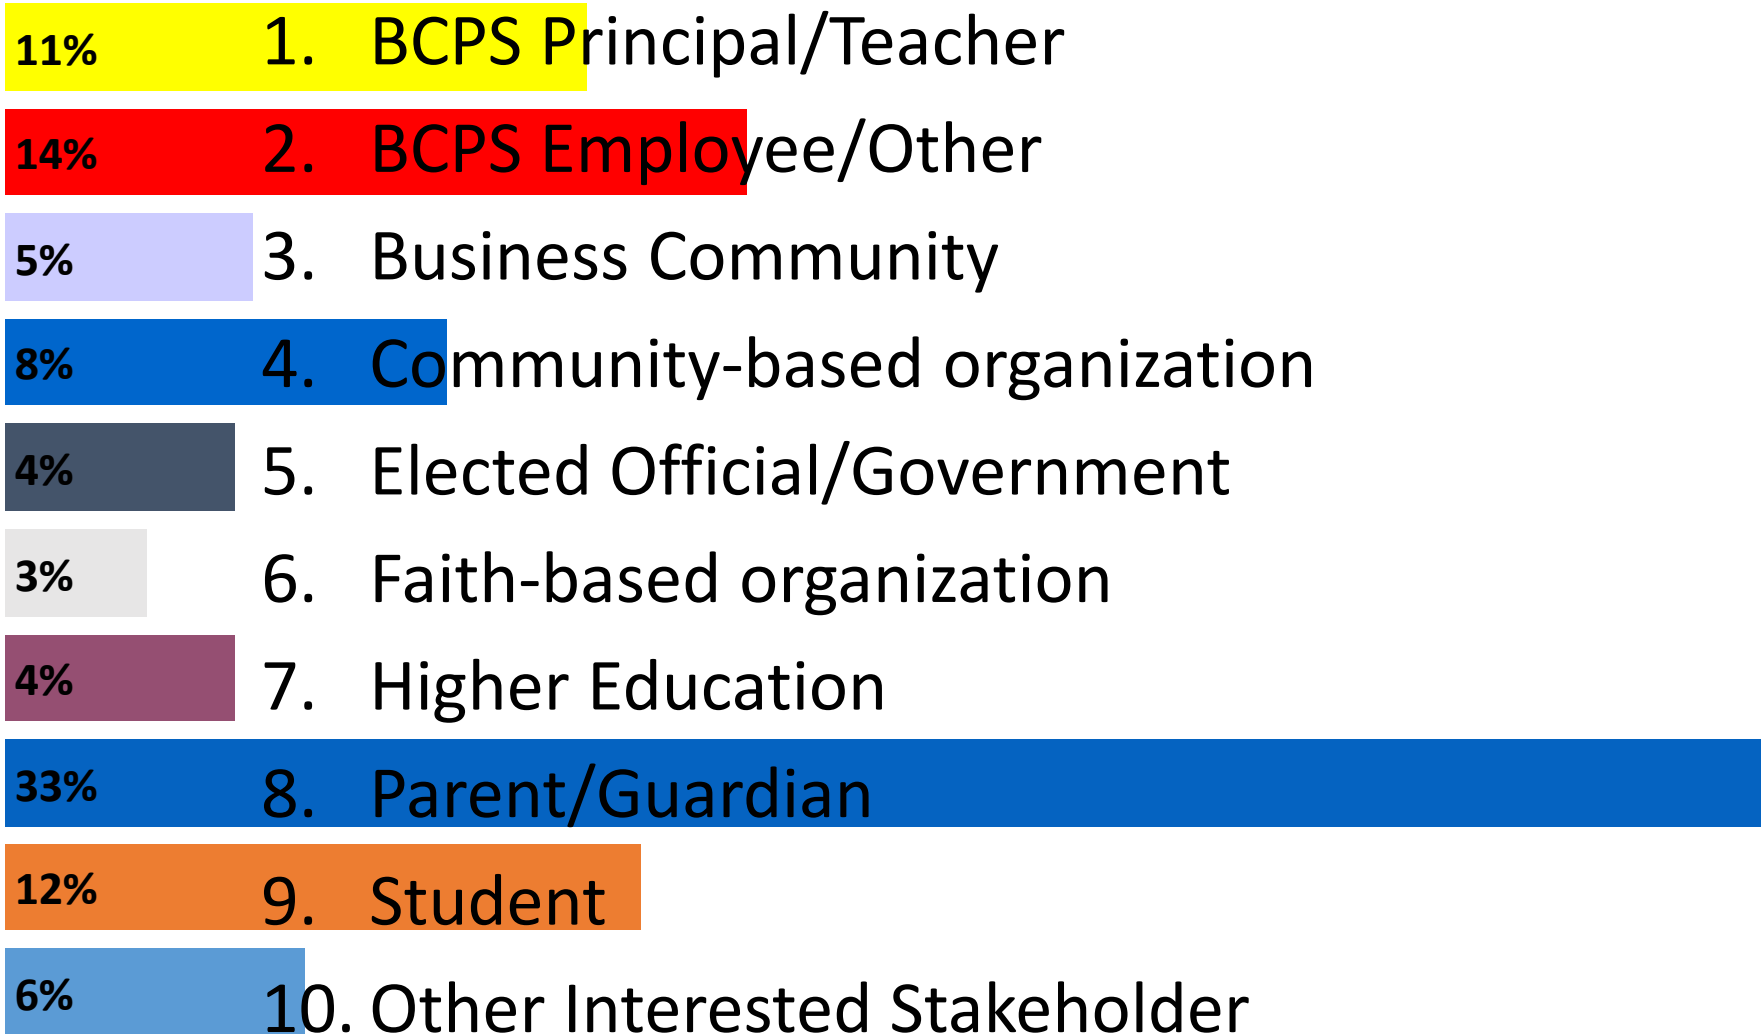 11% 1. BCPS Principal/Teacher
14% 2. BCPS Employee/Other
5% 3. Business Community
8% 4. Community-based organization
4% 5. Elected Official/Government
3% 6. Faith-based organization
4% 7. Higher Education
33% 8. Parent/Guardian
12% 9. Student
6% 10. Other Interested Stakeholder